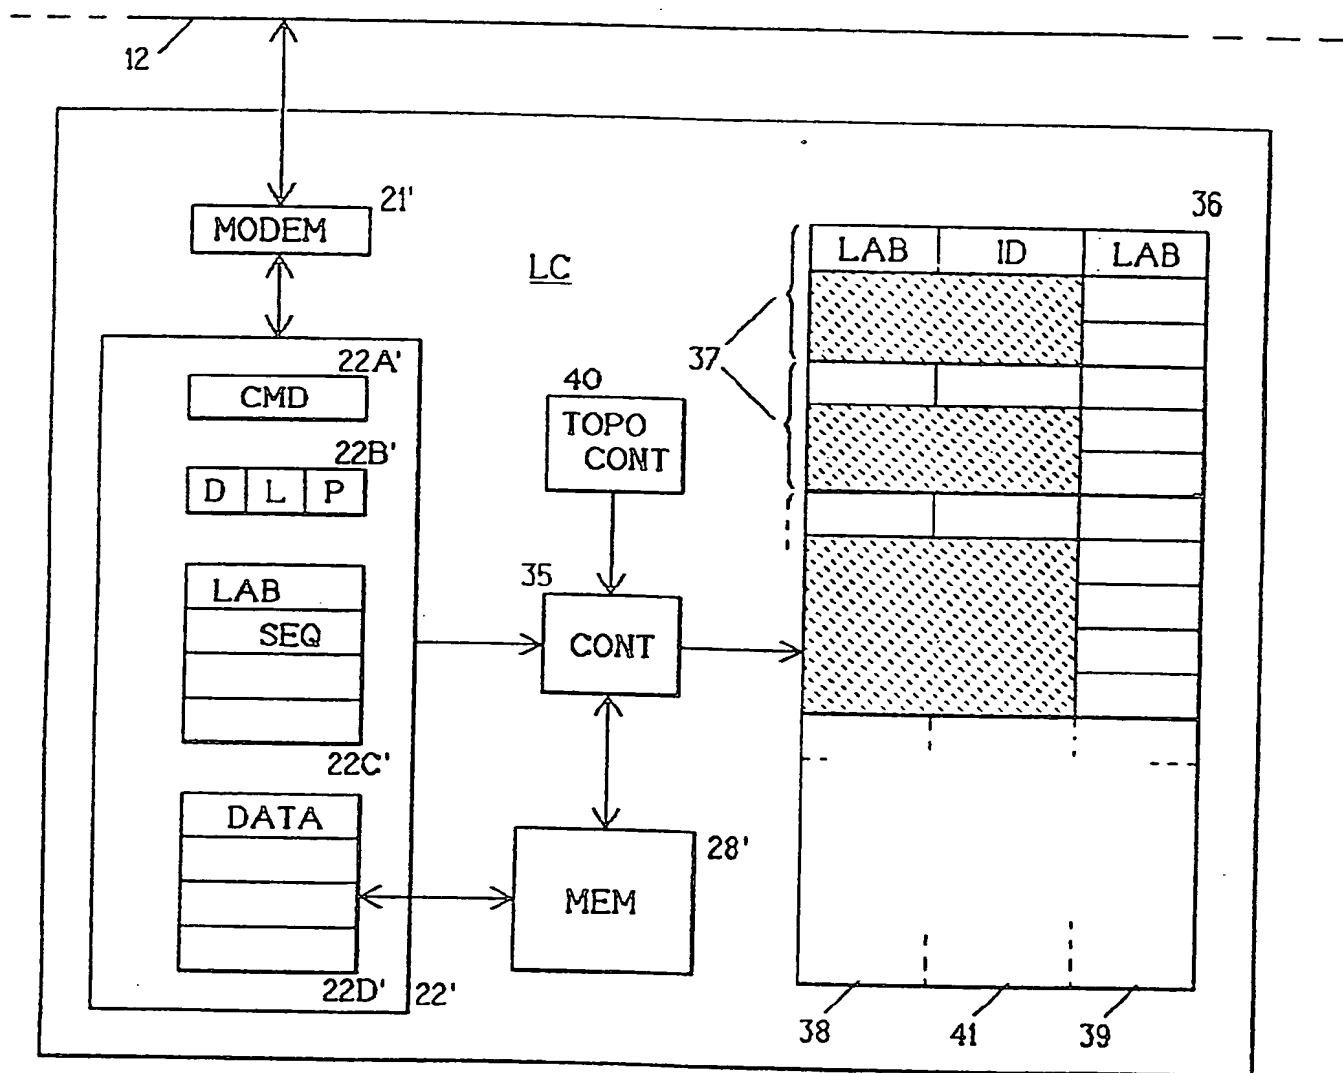 12
21'
MODEM
LC
36
LAB ID LAB
37
22A'
CMD
40
TOPO
CONT
22B'
D L P
35
CONT
LAB
SEQ
22C'
DATA
28'
MEM
22D'
22'
38
41
39